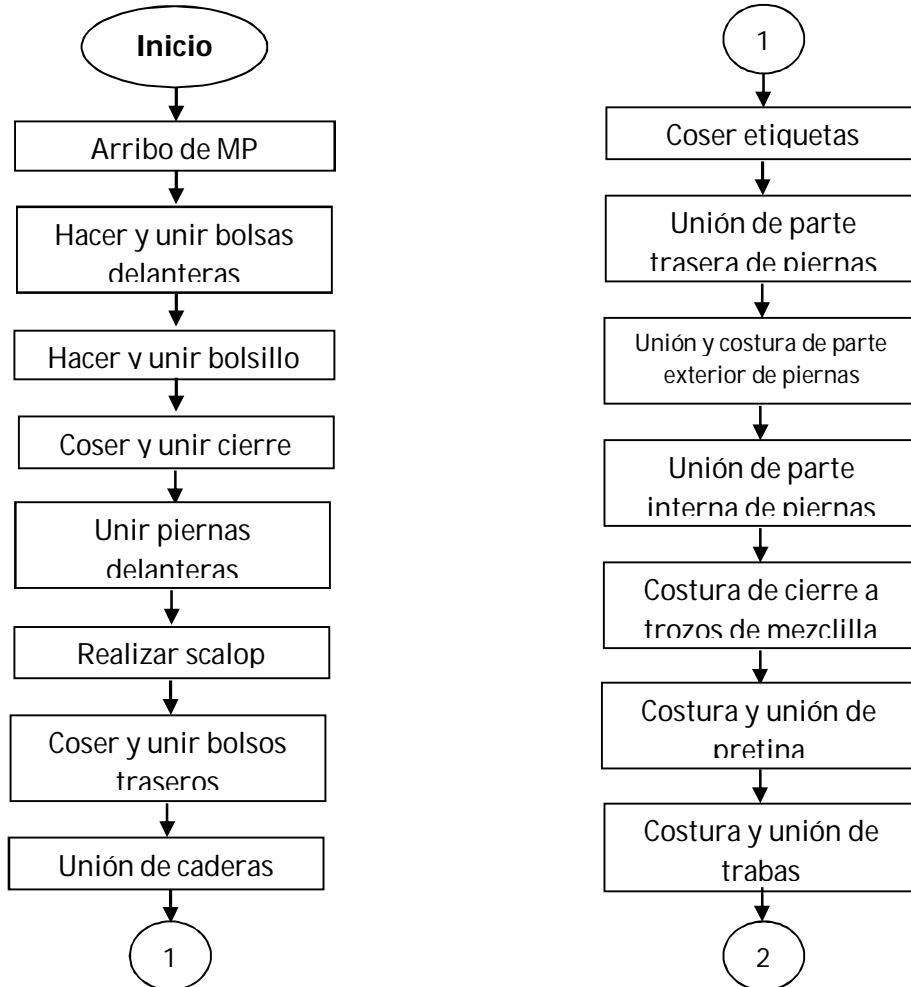 Inicio
Arribo de MP
Hacer y unir bolsas
delanteras
Hacer y unir bolsillo
Coser y unir cierre
Unir piernas
delanteras
Realizar scalop
Coser y unir bolsos
traseros
Unión de caderas
1
1
Coser etiquetas
Unión de parte
trasera de piernas
Unión y costura de parte
exterior de piernas
Unión de parte
interna de piernas
Costura de cierre a
trozos de mezclilla
Costura y unión de
pretina
Costura y unión de
trabas
2